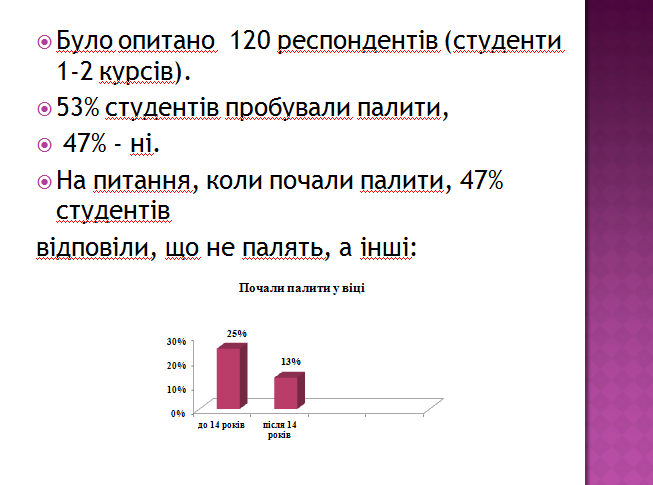 Було опитано 120 респондентів (студенти
1-2 курсів).
53% студентів пробували палити,
47% - ні.
На питання, коли почали палити, 47%
студентів
відповіли, що не палять, а інші:
Почали палити у віці
30%
20%
10%
0%
25%
13%
до 14 років
після 14
років